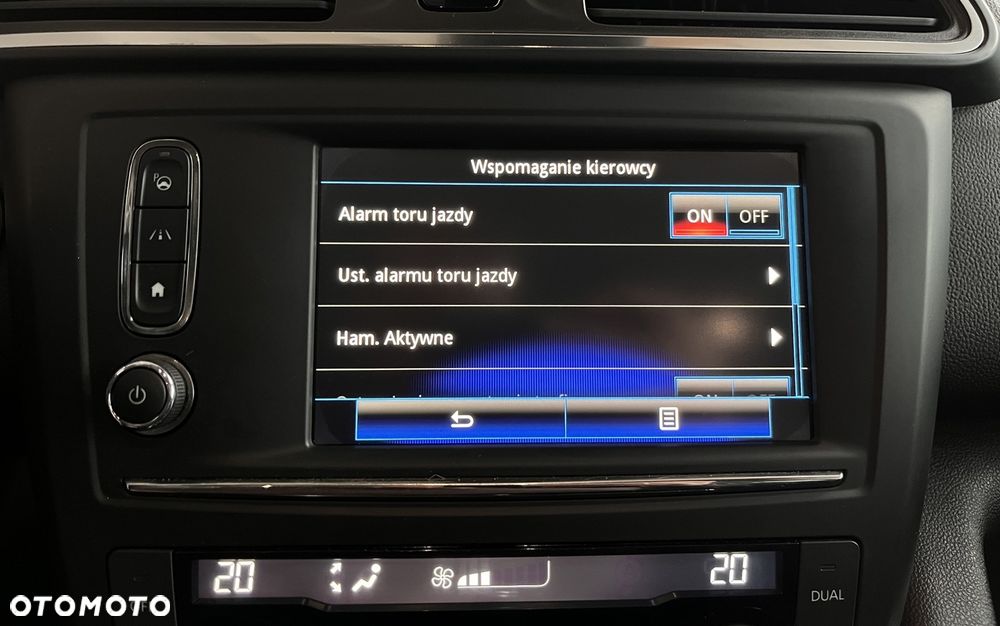 Wspomaganie kierowcy
Alarm toru jazdy
ON OFF
Ust. alarmu toru jazdy
Ham. Aktywne
P
20
20
DUAL
OTOMOTO